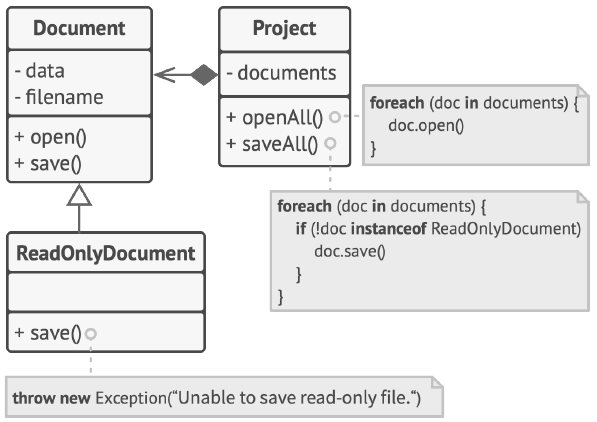 Document
- data
- filename
+ open()
+ save()
Project
- documents
+ openAll()
+ saveAll()
foreach (doc in documents) {
doc.open()
}
foreach (doc in documents) {
if (!doc instanceof ReadOnlyDocument)
doc.save()
}
}
ReadOnlyDocument
+ save()
throw new Exception(“Unable to save read-only file.“)